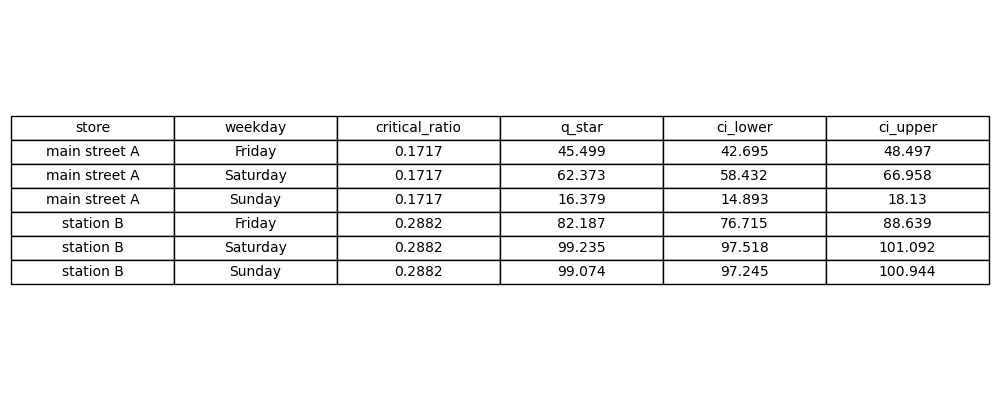 store weekday critical_ratio q_star ci_lower ci_upper
main street A Friday 0.1717 45.499 42.695 48.497
main street A Saturday 0.1717 62.373 58.432 66.958
main street A Sunday 0.1717 16.379 14.893 18.13
station B Friday 0.2882 82.187 76.715 88.639
station B Saturday 0.2882 99.235 97.518 101.092
station B Sunday 0.2882 99.074 97.245 100.944